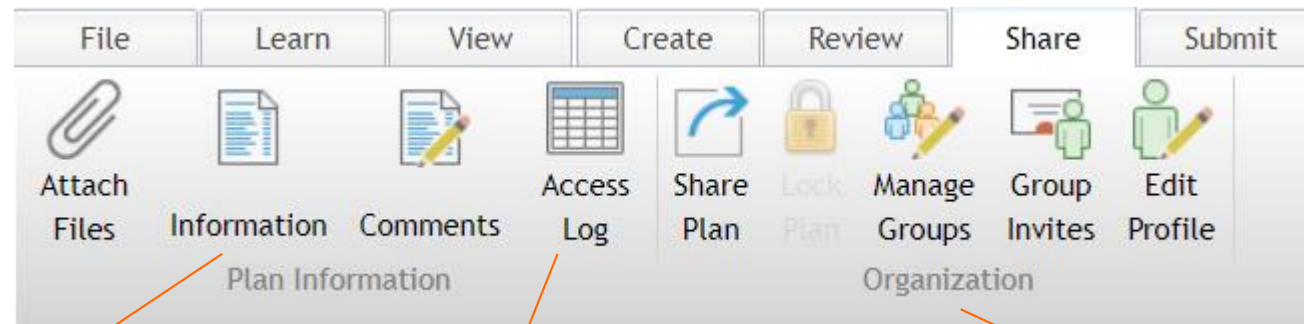 File Learn View Create Review Share Submit
Attach Files Information Comments Access Log Share Plan Lock Plan Manage Groups Group Invites Edit Profile
Plan Information Organization